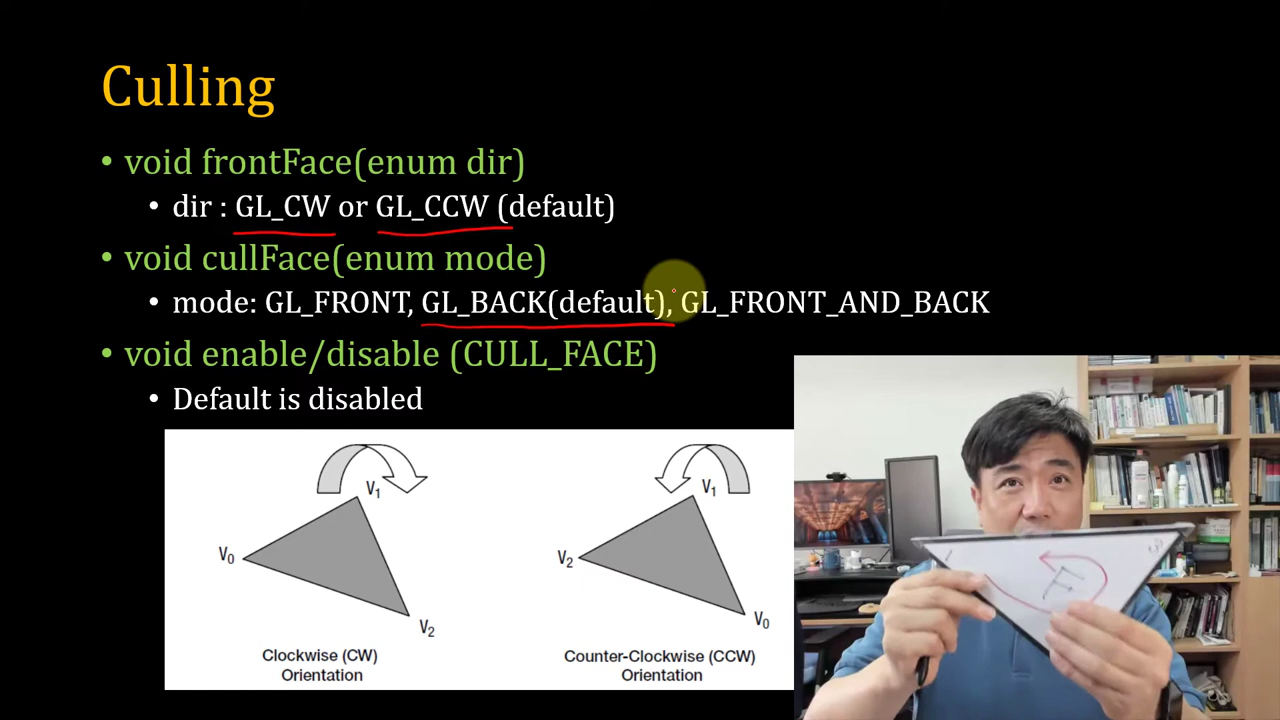 Culling
• void frontFace(enum dir)
• dir : GL_CW or GL_CCW (default)
• void cullFace(enum mode)
• mode: GL_FRONT, GL_BACK(default), GL_FRONT_AND_BACK
• void enable/disable (CULL_FACE)
• Default is disabled
V1
V0
V2
Clockwise (CW)
Orientation
V1
V2
V0
Counter-Clockwise (CCW)
Orientation
F